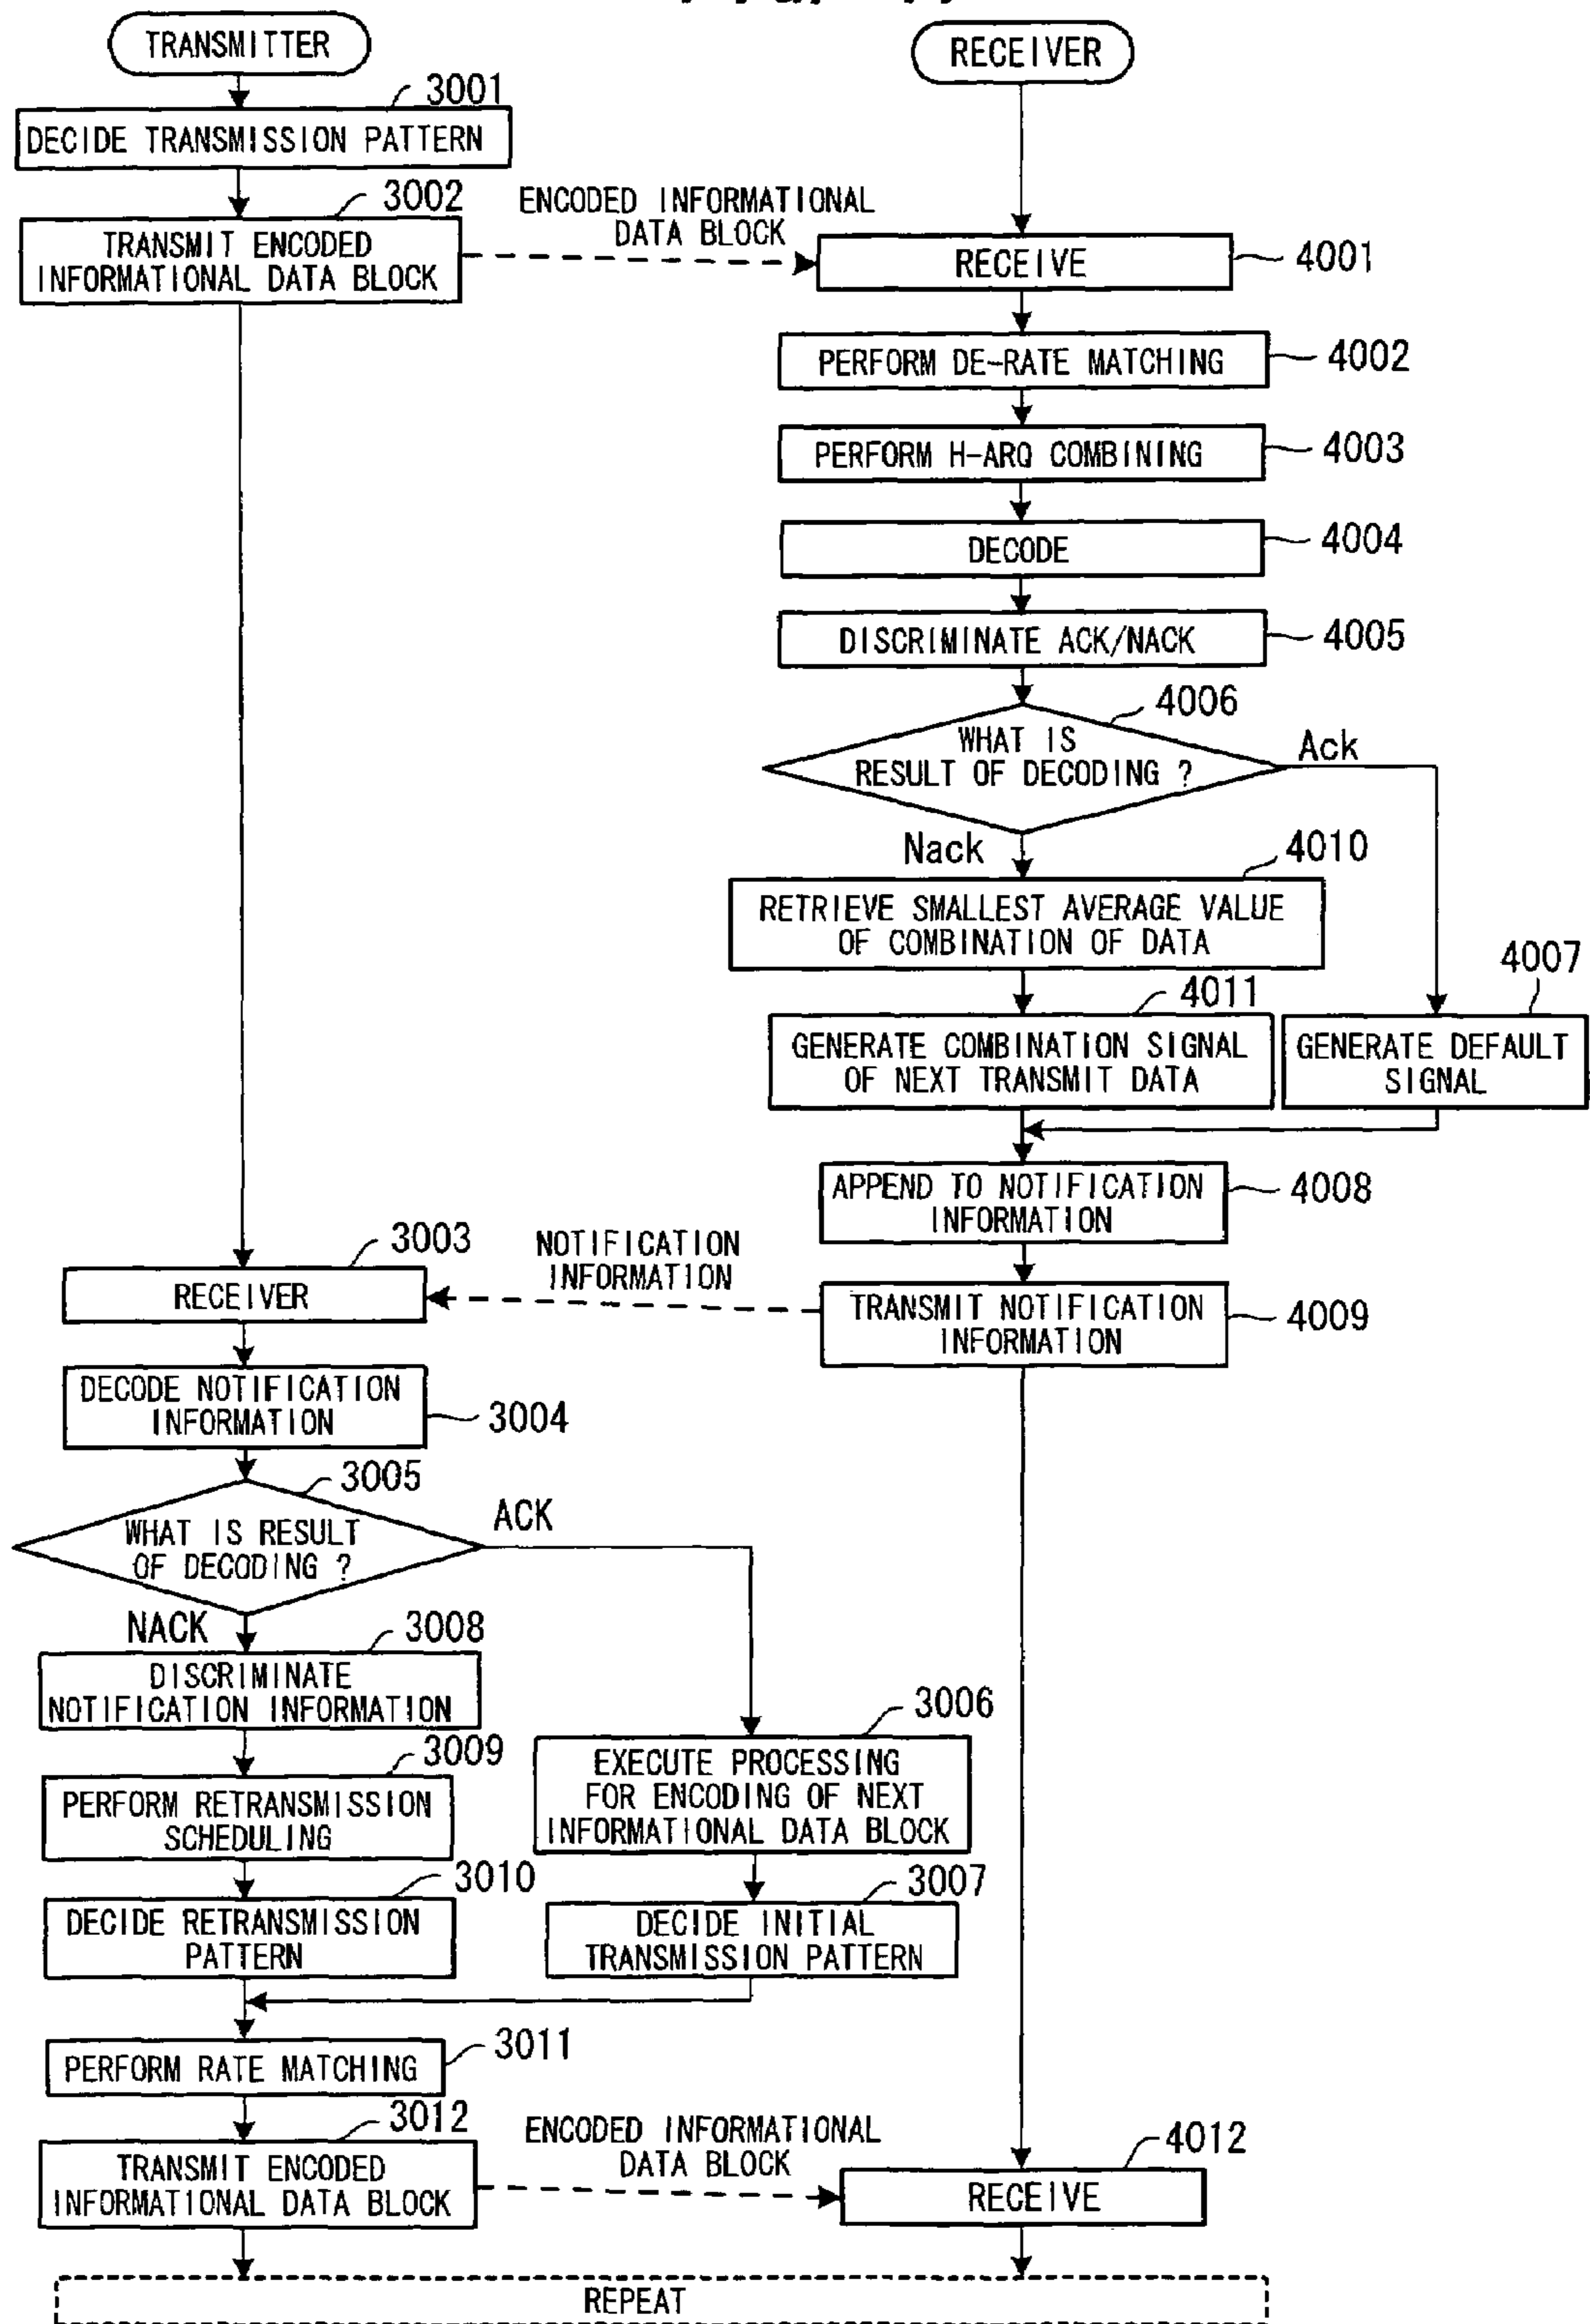 TRANSMITTER
3001
DECIDE TRANSMISSION PATTERN
3002
TRANSMIT ENCODED
INFORMATIONAL DATA BLOCK
ENCODED INFORMATIONAL
DATA BLOCK
RECEIVER
RECEIVE
4001
PERFORM DE-RATE MATCHING
4002
PERFORM H-ARQ COMBINING
4003
DECODE
4004
DISCRIMINATE ACK/NACK
4005
4006
WHAT IS
RESULT OF DECODING ?
Ack
Nack
4010
RETRIEVE SMALLEST AVERAGE VALUE
OF COMBINATION OF DATA
4007
4011
GENERATE COMBINATION SIGNAL
OF NEXT TRANSMIT DATA
GENERATE DEFAULT
SIGNAL
APPEND TO NOTIFICATION
INFORMATION
4008
TRANSMIT NOTIFICATION
INFORMATION
4009
NOTIFICATION
INFORMATION
3003
RECEIVER
DECODE NOTIFICATION
INFORMATION
3004
3005
WHAT IS RESULT
OF DECODING ?
ACK
NACK
3008
DISCRIMINATE
NOTIFICATION INFORMATION
3009
PERFORM RETRANSMISSION
SCHEDULING
3010
DECIDE RETRANSMISSION
PATTERN
3006
EXECUTE PROCESSING
FOR ENCODING OF NEXT
INFORMATIONAL DATA BLOCK
3007
DECIDE INITIAL
TRANSMISSION PATTERN
PERFORM RATE MATCHING
3011
3012
TRANSMIT ENCODED
INFORMATIONAL DATA BLOCK
ENCODED INFORMATIONAL
DATA BLOCK
4012
RECEIVE
REPEAT